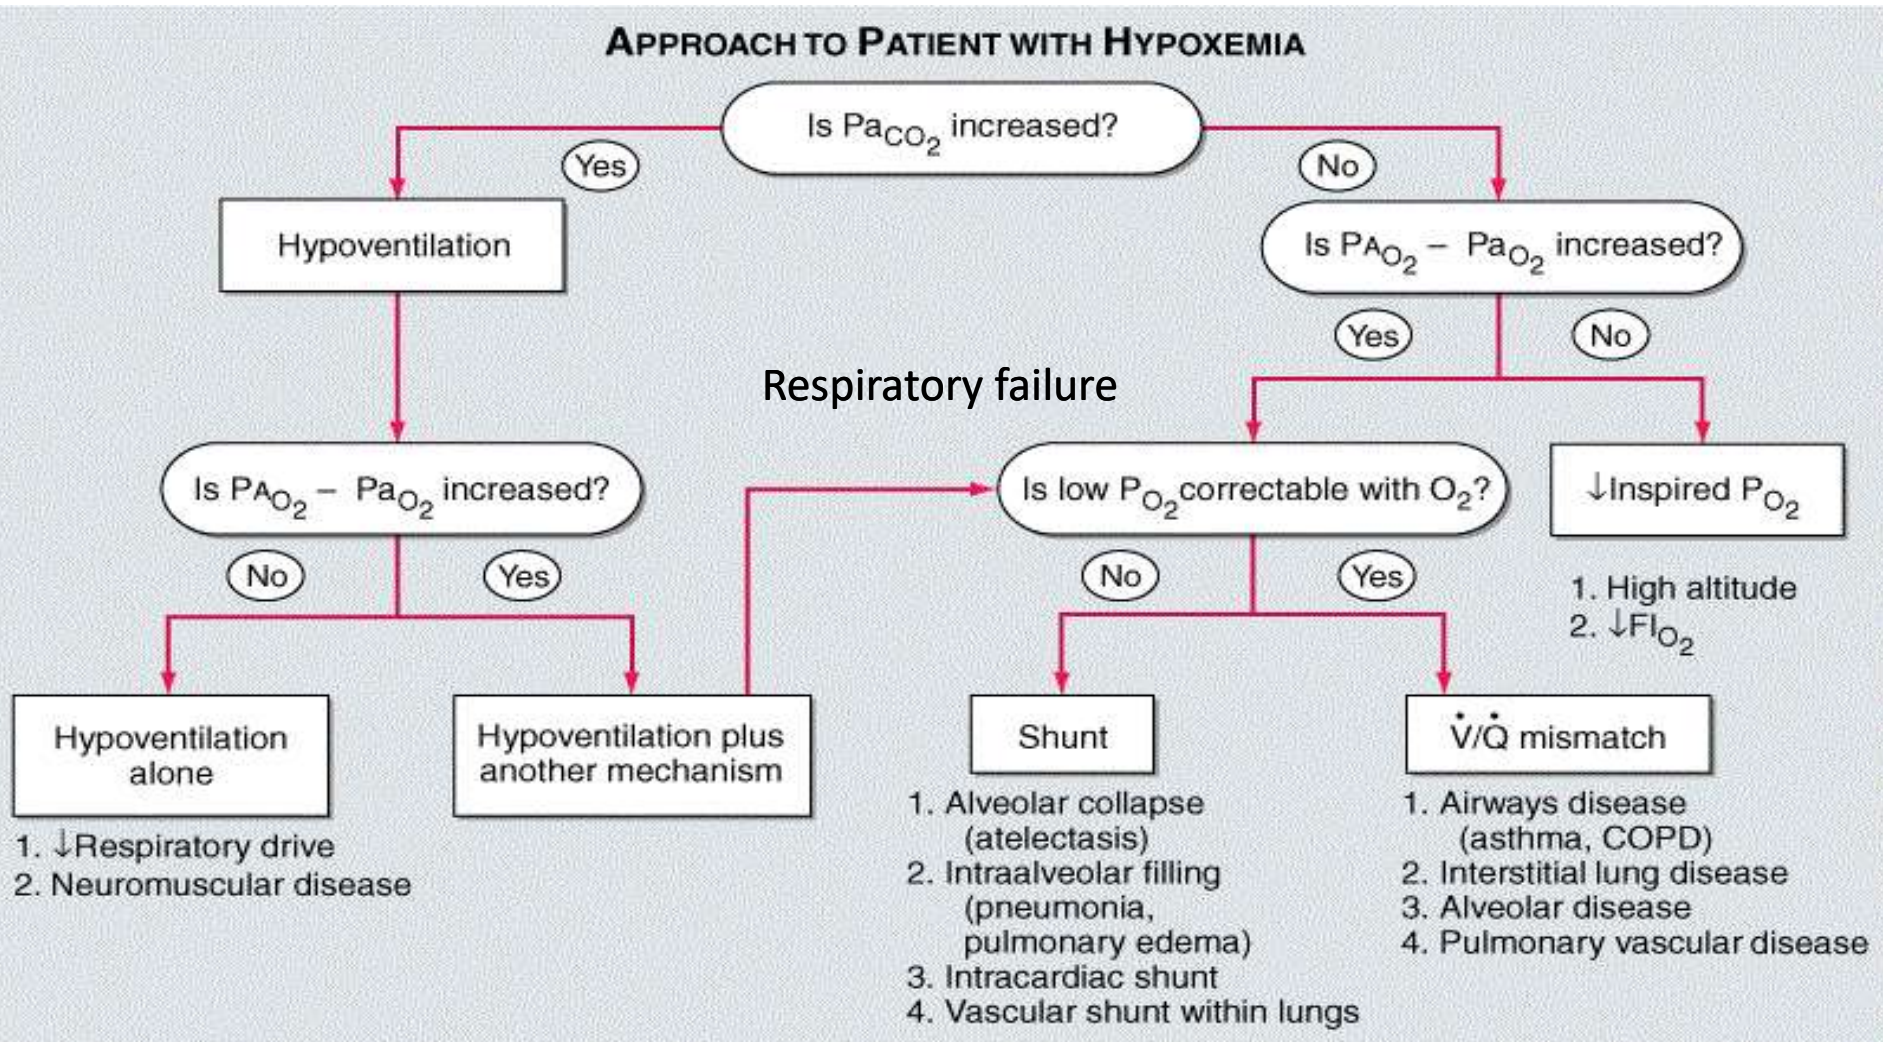 APPROACH TO PATIENT WITH HYPOXEMIA
Is PaCO2 increased?
Yes
No
Hypoventilation
Is PAO2 – PaO2 increased?
Yes
No
Respiratory failure
Is PAO2 – PaO2 increased?
Is low PO2 correctable with O2?
↓Inspired PO2
No
Yes
No
Yes
1. High altitude
2. ↓FIO2
Hypoventilation
alone
Hypoventilation plus
another mechanism
Shunt
V̇/Q̇ mismatch
1. ↓Respiratory drive
2. Neuromuscular disease
1. Alveolar collapse
(atelectasis)
2. Intraalveolar filling
(pneumonia,
pulmonary edema)
3. Intracardiac shunt
4. Vascular shunt within lungs
1. Airways disease
(asthma, COPD)
2. Interstitial lung disease
3. Alveolar disease
4. Pulmonary vascular disease